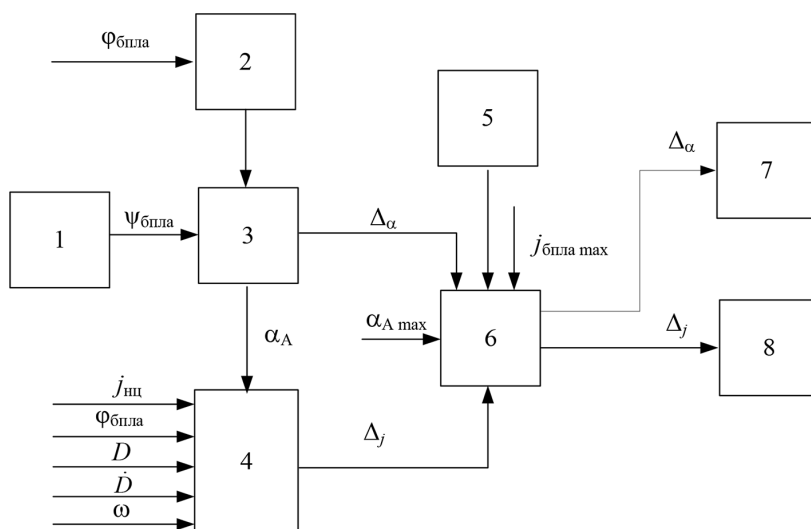 φбпла
2
5
Δα
7
1
ψбпла
3
Δα
jбпла max
αA
αA max
6
Δj
8
jнц
φбпла
D
Ḋ
ω
4
Δj